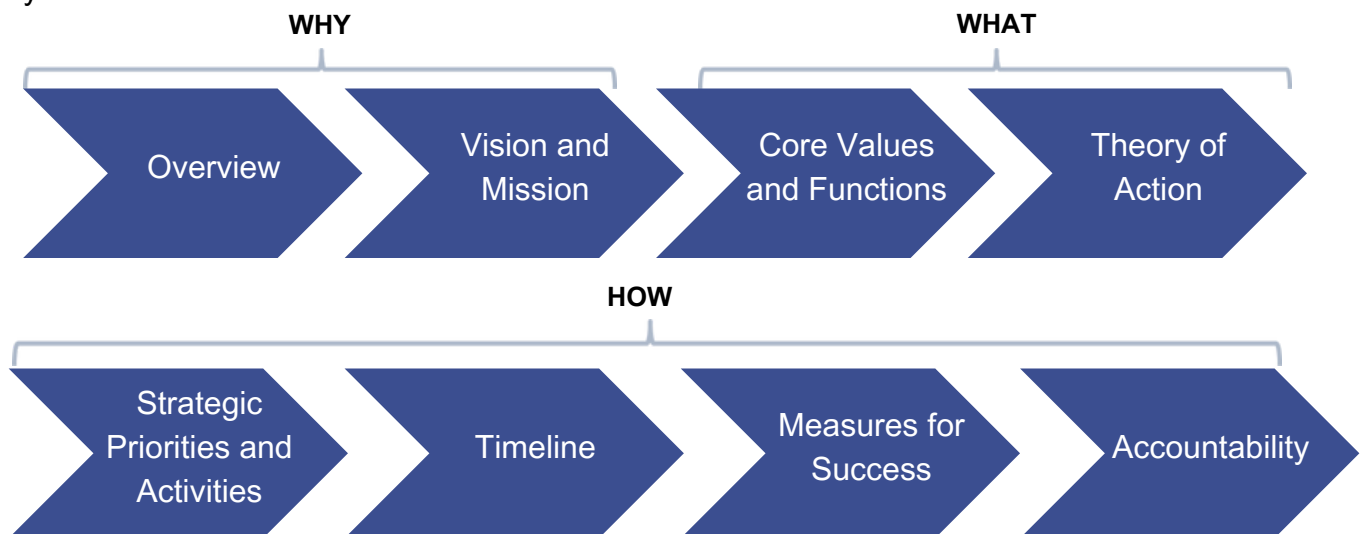 WHY
WHAT
Overview
Vision and
Mission
Core Values
and Functions
Theory of
Action
HOW
Strategic
Priorities and
Activities
Timeline
Measures for
Success
Accountability